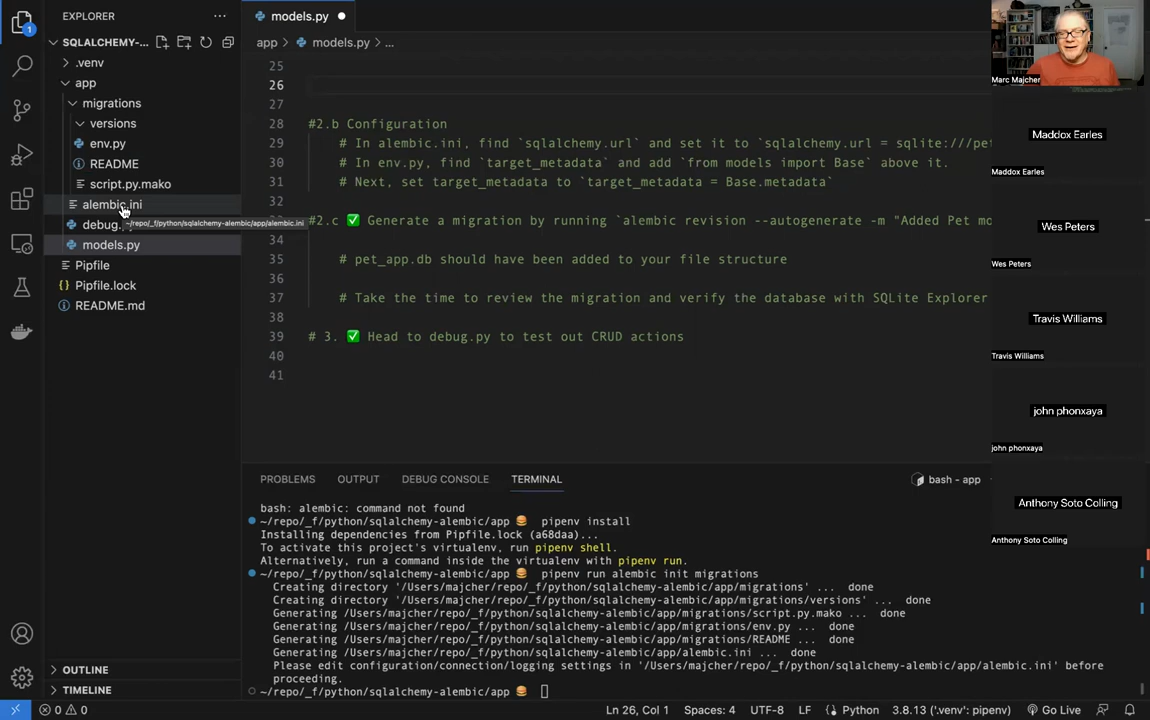 EXPLORER
SQLALCHEMY-...
.venv
app
migrations
versions
env.py
README
script.py.mako
alembic.ini
debug.
~/repo/_f/python/sqlalchemy-alembic/app/alembic.ini
models.py
Pipfile
Pipfile.lock
README.md
OUTLINE
TIMELINE
models.py
app > models.py > ...
25
26
27
28 #2.b Configuration
29 # In alembic.ini, find `sqlalchemy.url` and set it to `sqlalchemy.url = sqlite:///pet
30 # In env.py, find `target_metadata` and add `from models import Base` above it.
31 # Next, set target_metadata to `target_metadata = Base.metadata`
32
#2.c ✅ Generate a migration by running `alembic revision --autogenerate -m "Added Pet mo
34
35 # pet_app.db should have been added to your file structure
36
37 # Take the time to review the migration and verify the database with SQLite Explorer
38
39 # 3. ✅ Head to debug.py to test out CRUD actions
40
41
PROBLEMS OUTPUT DEBUG CONSOLE TERMINAL
bash - app
bash: alembic: command not found
~/repo/_f/python/sqlalchemy-alembic/app 🍔 pipenv install
Installing dependencies from Pipfile.lock (a68daa)...
To activate this project's virtualenv, run pipenv shell.
Alternatively, run a command inside the virtualenv with pipenv run.
~/repo/_f/python/sqlalchemy-alembic/app 🍔 pipenv run alembic init migrations
Creating directory '/Users/majcher/repo/_f/python/sqlalchemy-alembic/app/migrations' ... done
Creating directory '/Users/majcher/repo/_f/python/sqlalchemy-alembic/app/migrations/versions' ... done
Generating /Users/majcher/repo/_f/python/sqlalchemy-alembic/app/migrations/script.py.mako ... done
Generating /Users/majcher/repo/_f/python/sqlalchemy-alembic/app/migrations/env.py ... done
Generating /Users/majcher/repo/_f/python/sqlalchemy-alembic/app/migrations/README ... done
Generating /Users/majcher/repo/_f/python/sqlalchemy-alembic/app/alembic.ini ... done
Please edit configuration/connection/logging settings in '/Users/majcher/repo/_f/python/sqlalchemy-alembic/app/alembic.ini' before
proceeding.
~/repo/_f/python/sqlalchemy-alembic/app 🍔
Marc Majcher
Maddox Earles
Maddox Earles
Wes Peters
Wes Peters
Travis Williams
Travis Williams
john phonxaya
john phonxaya
Anthony Soto Colling
Anthony Soto Colling
1
0 0 Ln 26, Col 1 Spaces: 4 UTF-8 LF Python 3.8.13 ('.venv': pipenv) Go Live